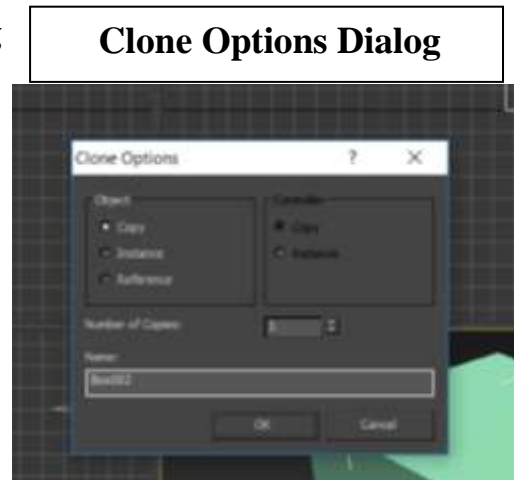 Clone Options Dialog
Clone Options ? ×
Object
Controller
Copy
Copy
Instance
Instance
Reference
Number of Copies:
Name:
Box002
OK
Cancel